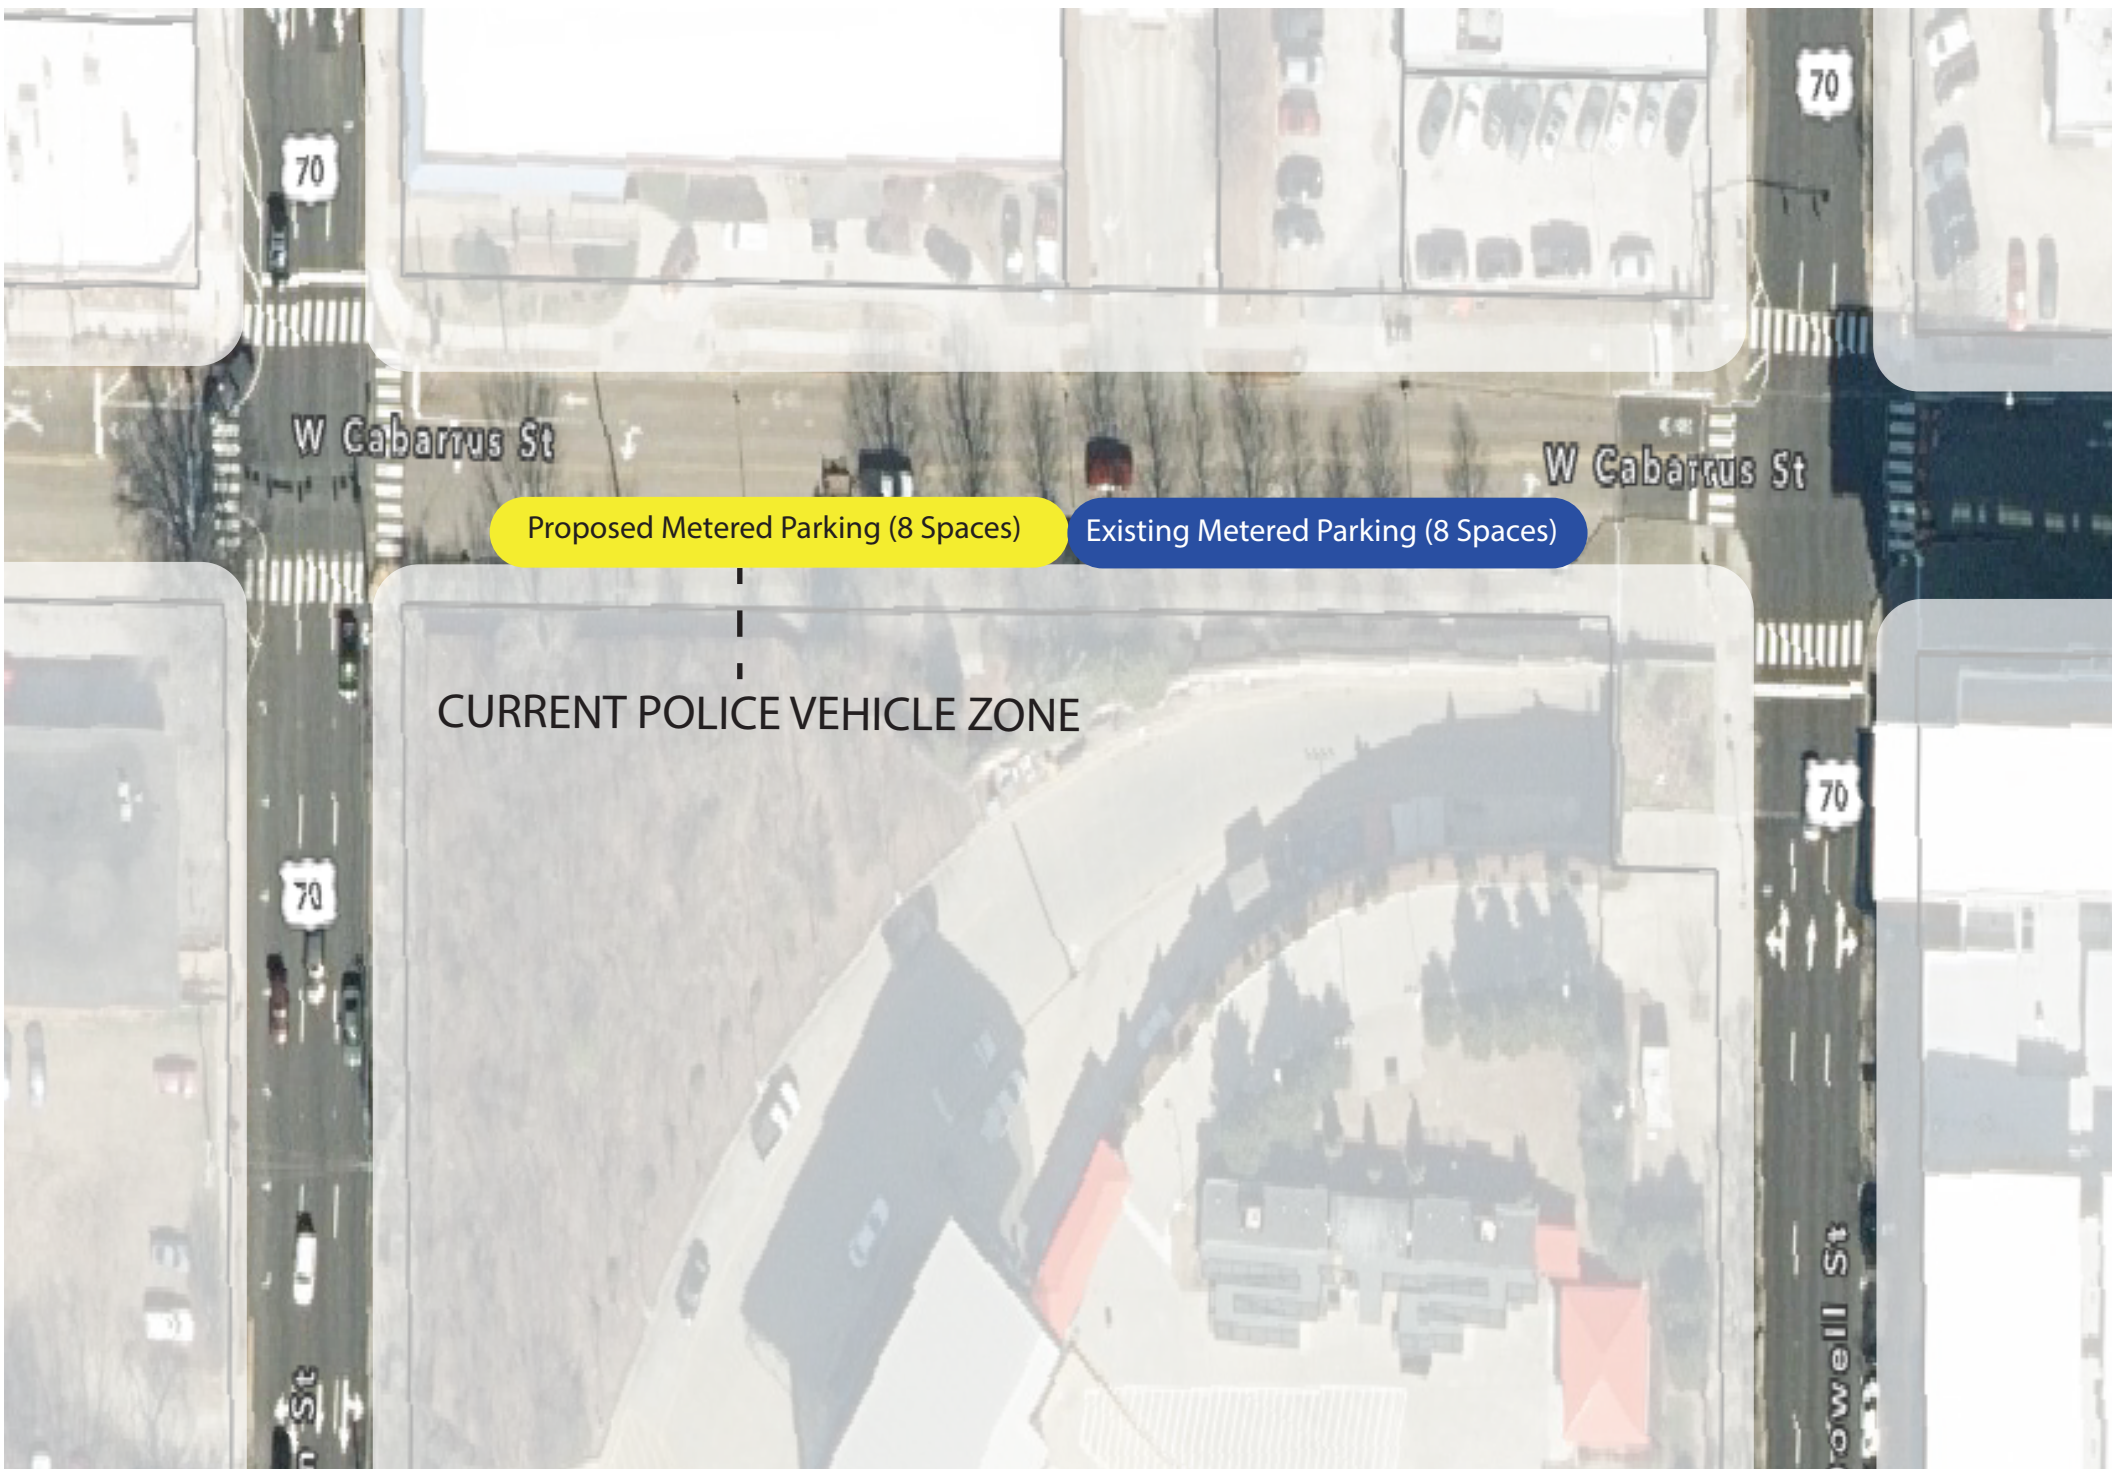 70
70
W Cabarrus St
W Cabarrus St
Proposed Metered Parking (8 Spaces)
Existing Metered Parking (8 Spaces)
CURRENT POLICE VEHICLE ZONE
70
70
St
St